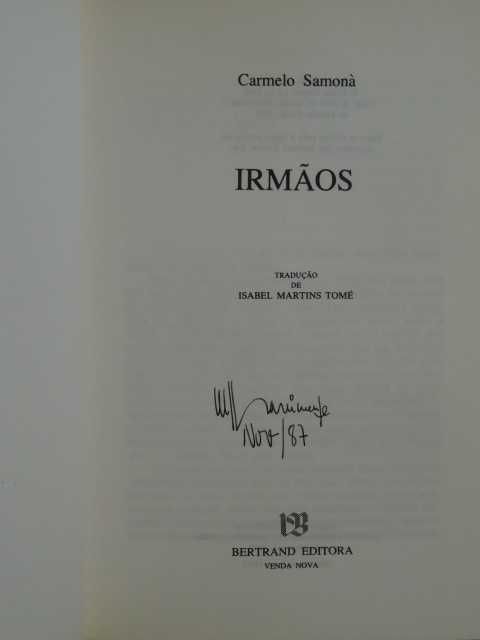 Carmelo Samonà
IRMÃOS
TRADUÇÃO
DE
ISABEL MARTINS TOMÉ
Nov/87
BERTRAND EDITORA
VENDA NOVA